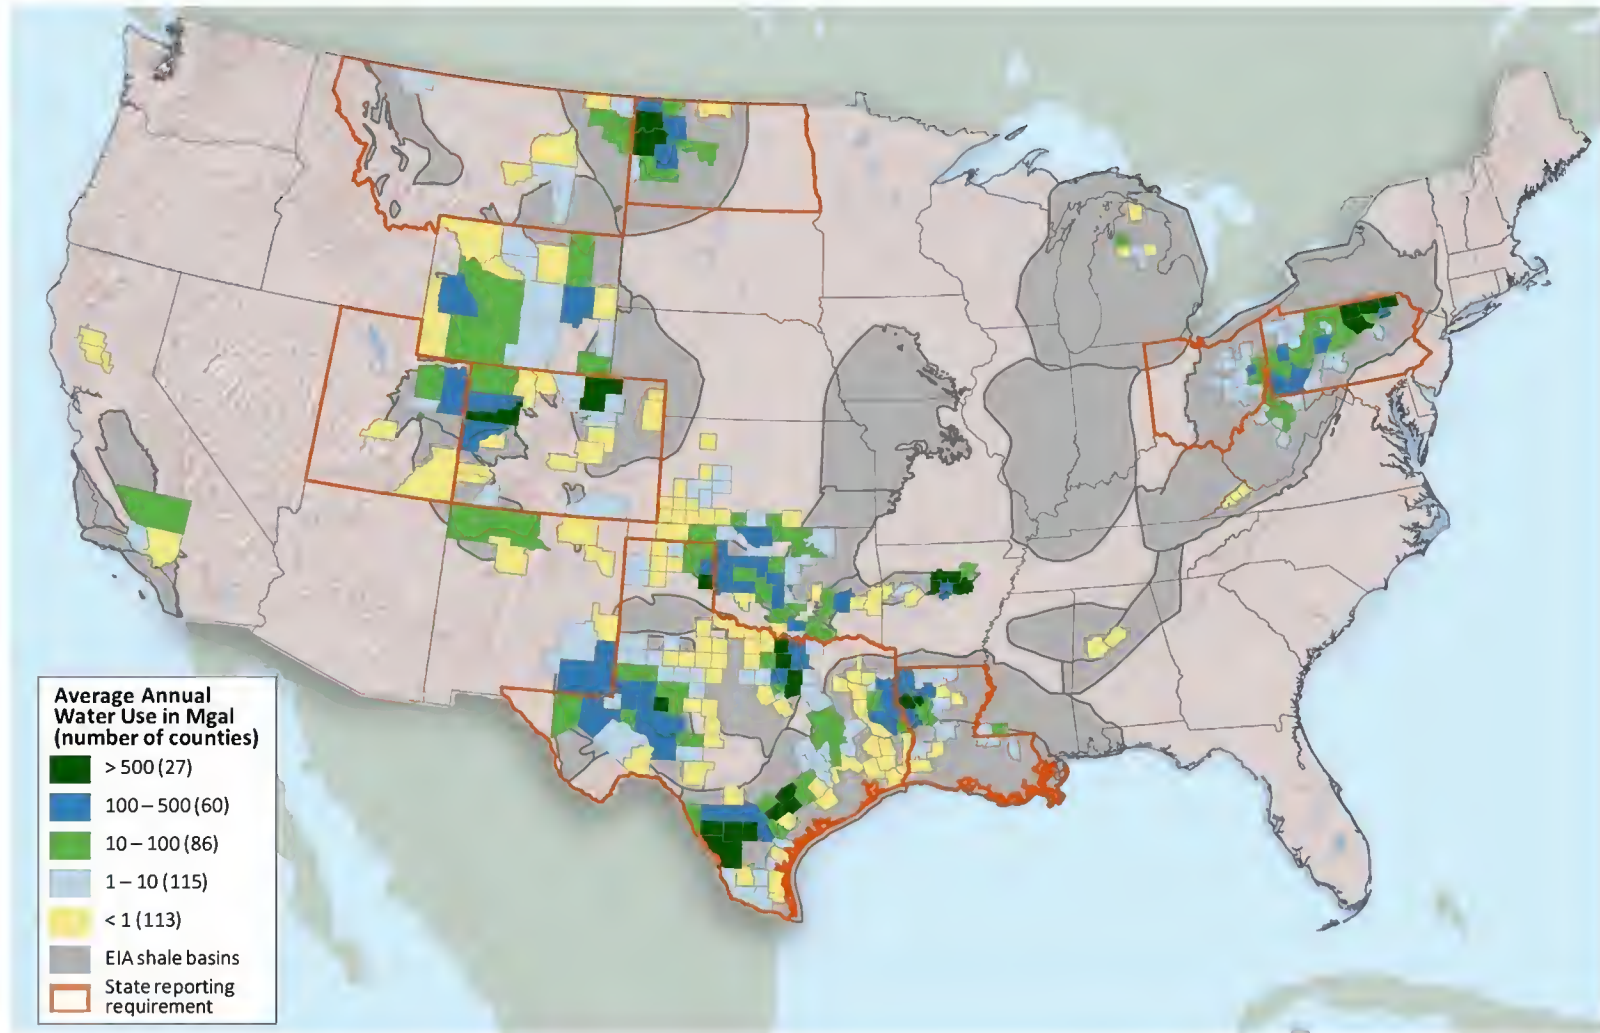 Average Annual
Water Use in Mgal
(number of counties)
> 500 (27)
100 – 500 (60)
10 – 100 (86)
1 – 10 (115)
< 1 (113)
EIA shale basins
State reporting
requirement